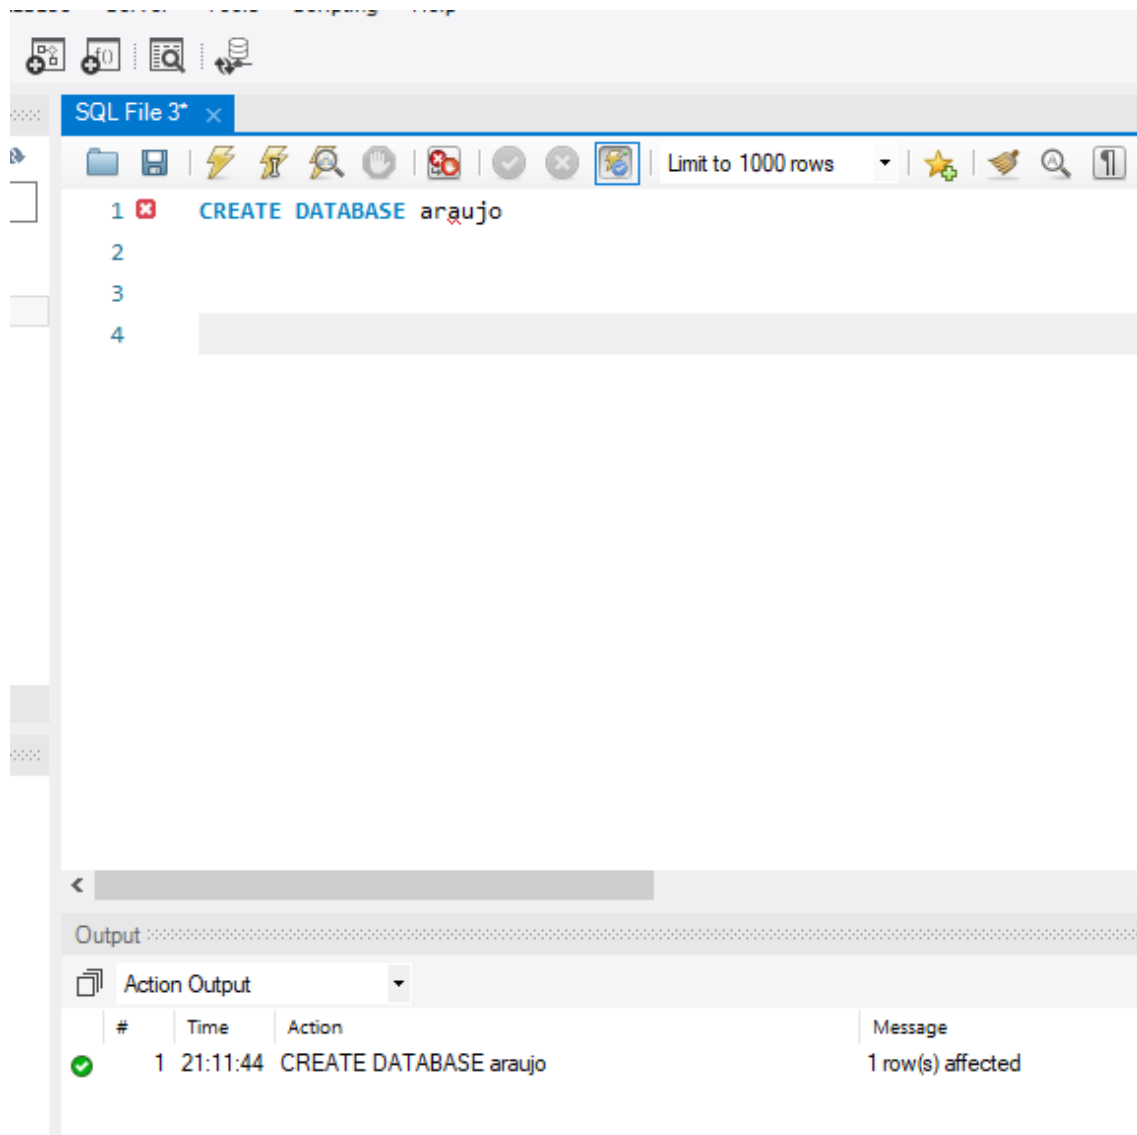 SQL File 3*
Limit to 1000 rows
1 CREATE DATABASE araujo
2
3
4
Output
Action Output
# Time Action Message
1 21:11:44 CREATE DATABASE araujo 1 row(s) affected